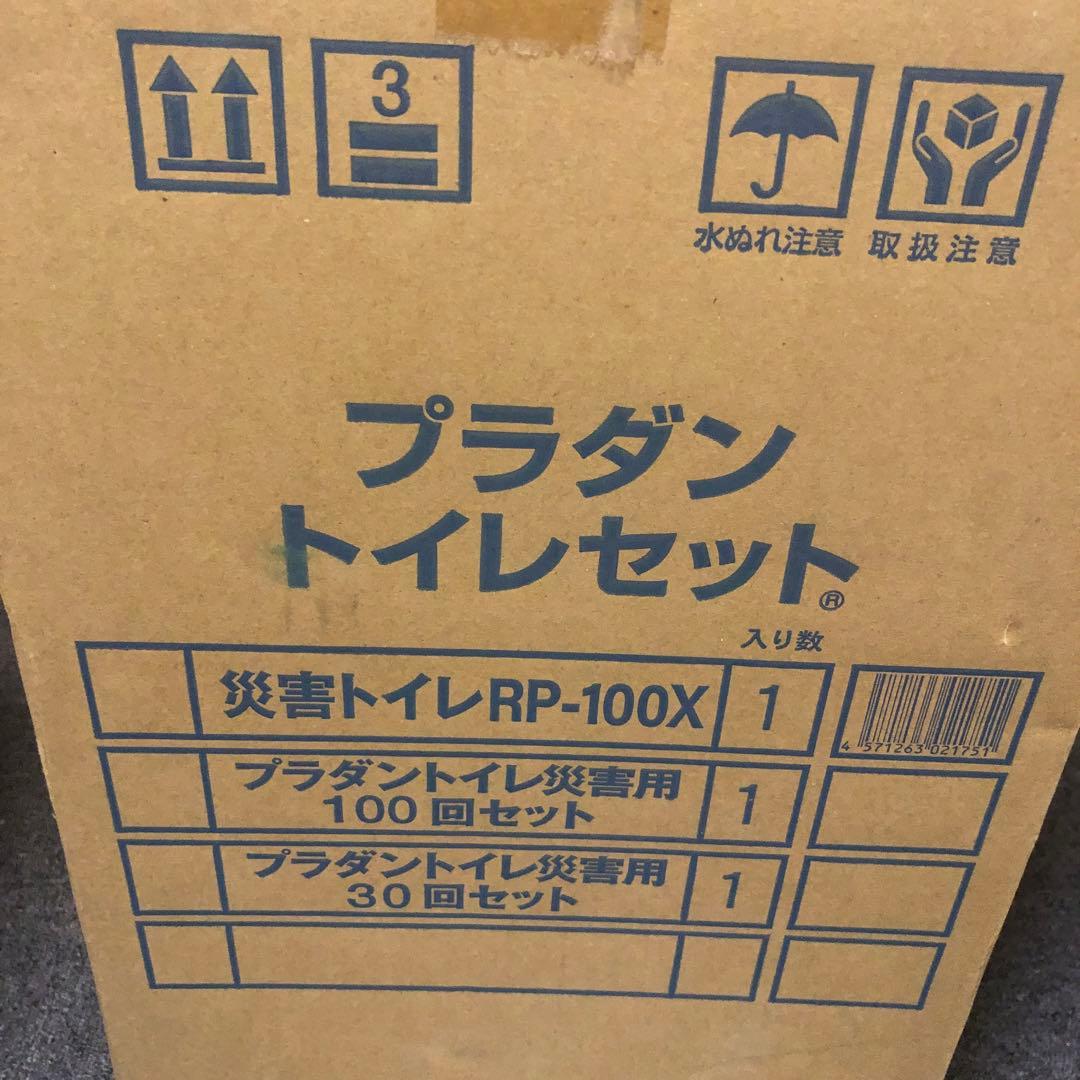 3
水ぬれ注意 取扱注意
プラダン
トイレセット®
入り数
災害トイレRP-100X 1
4 571263 021751
プラダントイレ災害用
100回セット 1
プラダントイレ災害用
30回セット 1